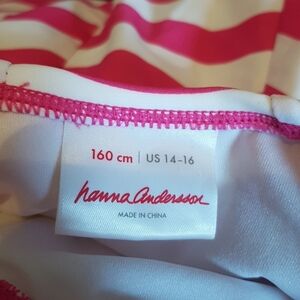 160 cm | US 14-16
hanna andersson
MADE IN CHINA